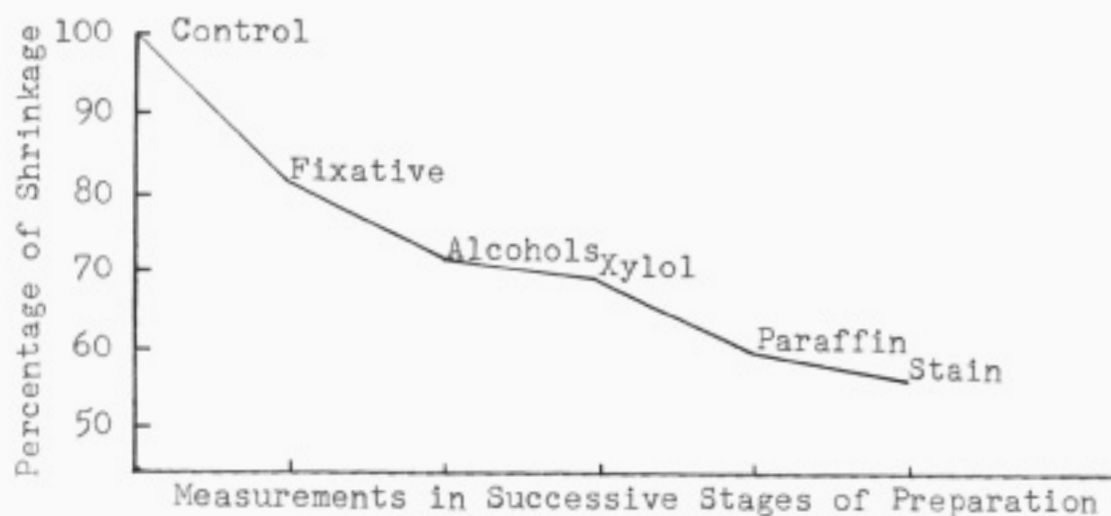 Percentage of Shrinkage
100
90
80
70
60
50
Control
Fixative
Alcohols
Xylol
Paraffin
Stain
Measurements in Successive Stages of Preparation